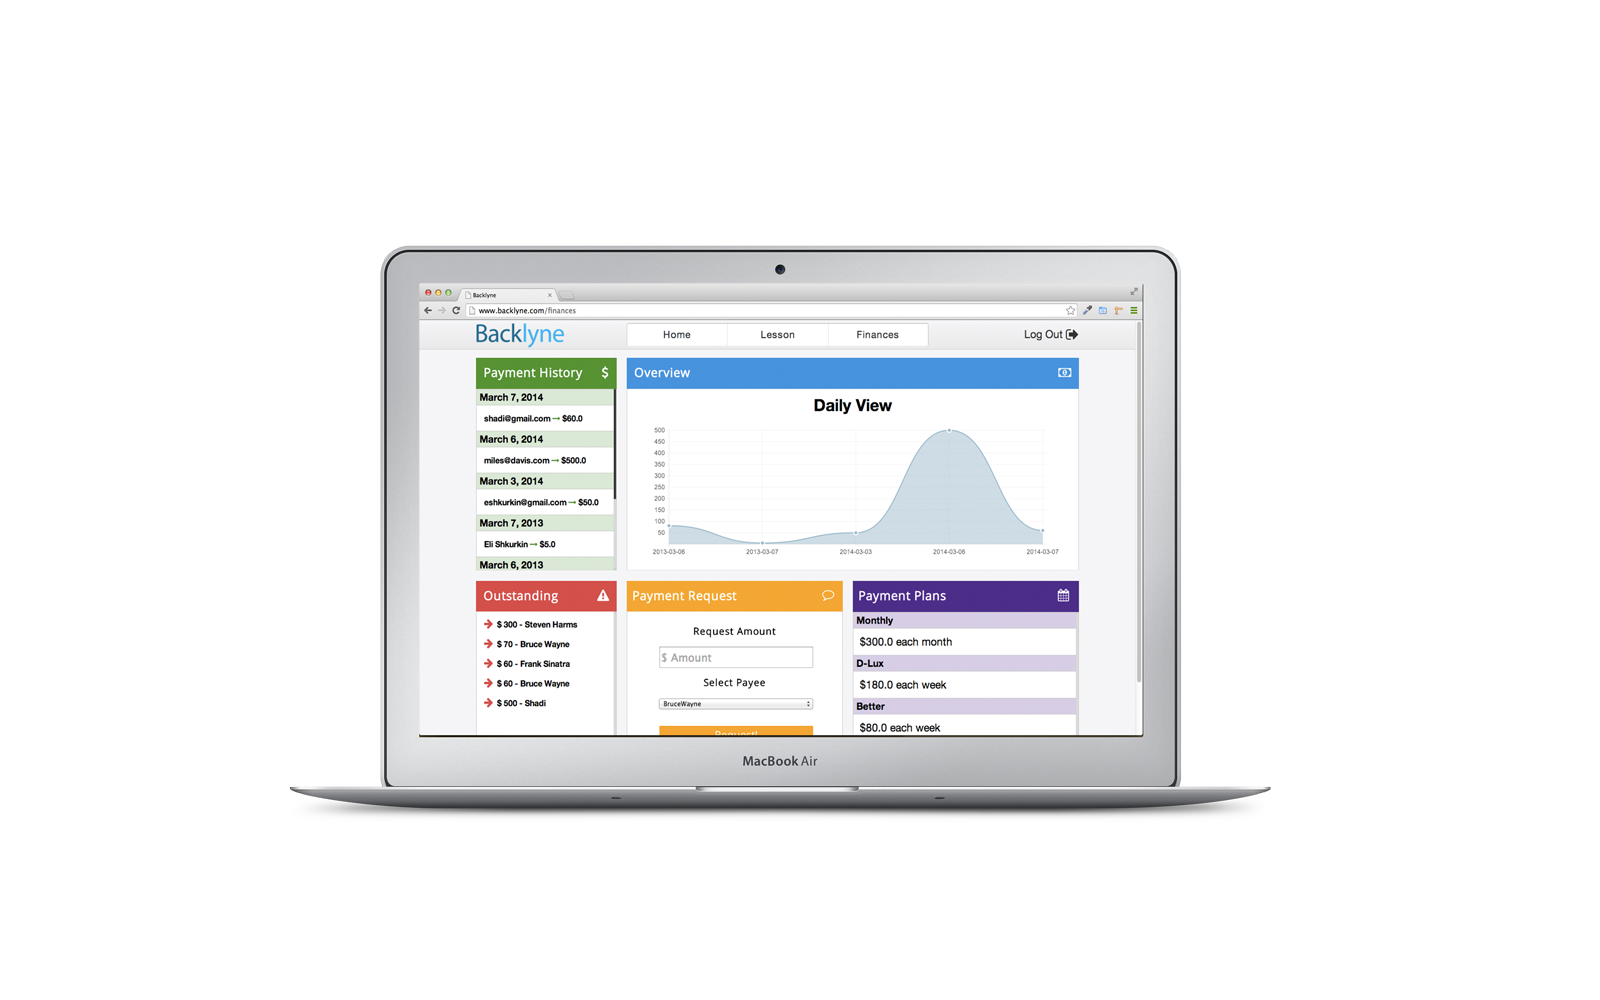 Backlyne
www.backlyne.com/finances
Backlyne
Home
Lesson
Finances
Log Out
Payment History $
March 7, 2014
shadi@gmail.com → $60.0
March 6, 2014
miles@davis.com → $500.0
March 3, 2014
eshkurkin@gmail.com → $50.0
March 7, 2013
Eli Shkurkin → $5.0
March 6, 2013
Overview
Daily View
500
450
400
350
300
250
200
150
100
50
2013-03-06
2013-03-07
2014-03-03
2014-03-06
2014-03-07
Outstanding
$ 300 - Steven Harms
$ 70 - Bruce Wayne
$ 60 - Frank Sinatra
$ 60 - Bruce Wayne
$ 500 - Shadi
Payment Request
Request Amount
$ Amount
Select Payee
BruceWayne
Request!
Payment Plans
Monthly
$300.0 each month
D-Lux
$180.0 each week
Better
$80.0 each week
MacBook Air